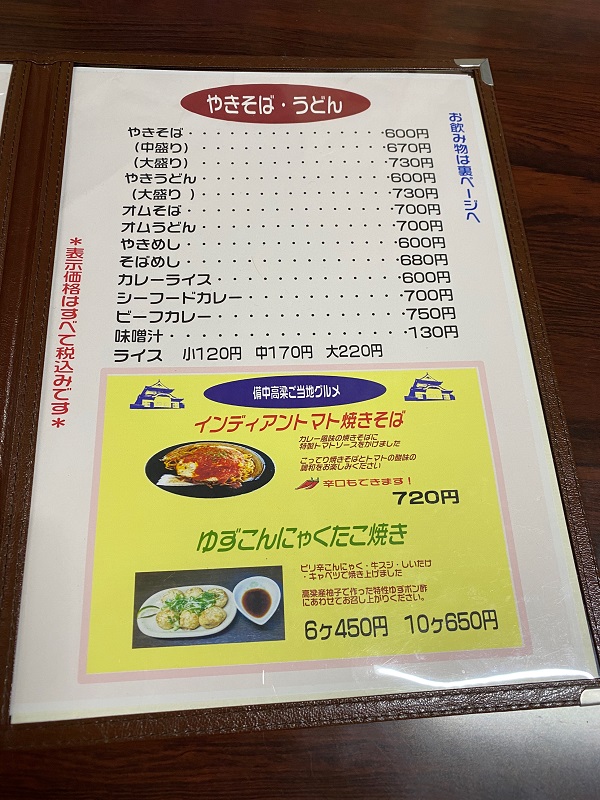 やきそば・うどん
やきそば・・・・・・・・・・・・600円
（中盛り）・・・・・・・・・・・・670円
（大盛り）・・・・・・・・・・・・730円
やきうどん・・・・・・・・・・・・600円
（大盛り ）・・・・・・・・・・・・730円
オムそば・・・・・・・・・・・・700円
オムうどん・・・・・・・・・・・・700円
やきめし・・・・・・・・・・・・600円
そばめし・・・・・・・・・・・・680円
カレーライス・・・・・・・・・・・・600円
シーフードカレー・・・・・・・・・・700円
ビーフカレー・・・・・・・・・・・・750円
味噌汁・・・・・・・・・・・・・・130円
ライス 小120円 中170円 大220円
お飲み物は裏ページへ
＊表示価格はすべて税込みです＊
備中高梁ご当地グルメ
インディアントマト焼きそば
カレー風味の焼きそばに
特製トマトソースをかけました
こってり焼きそばとトマトの酸味の
調和をお楽しみください
辛口もできます！
720円
ゆずこんにゃくたこ焼き
ピリ辛こんにゃく・牛スジ・しいたけ
・キャベツで焼き上げました
高梁産柚子で作った特性ゆずポン酢
にあわせてお召し上がりください。
6ケ450円 10ケ650円